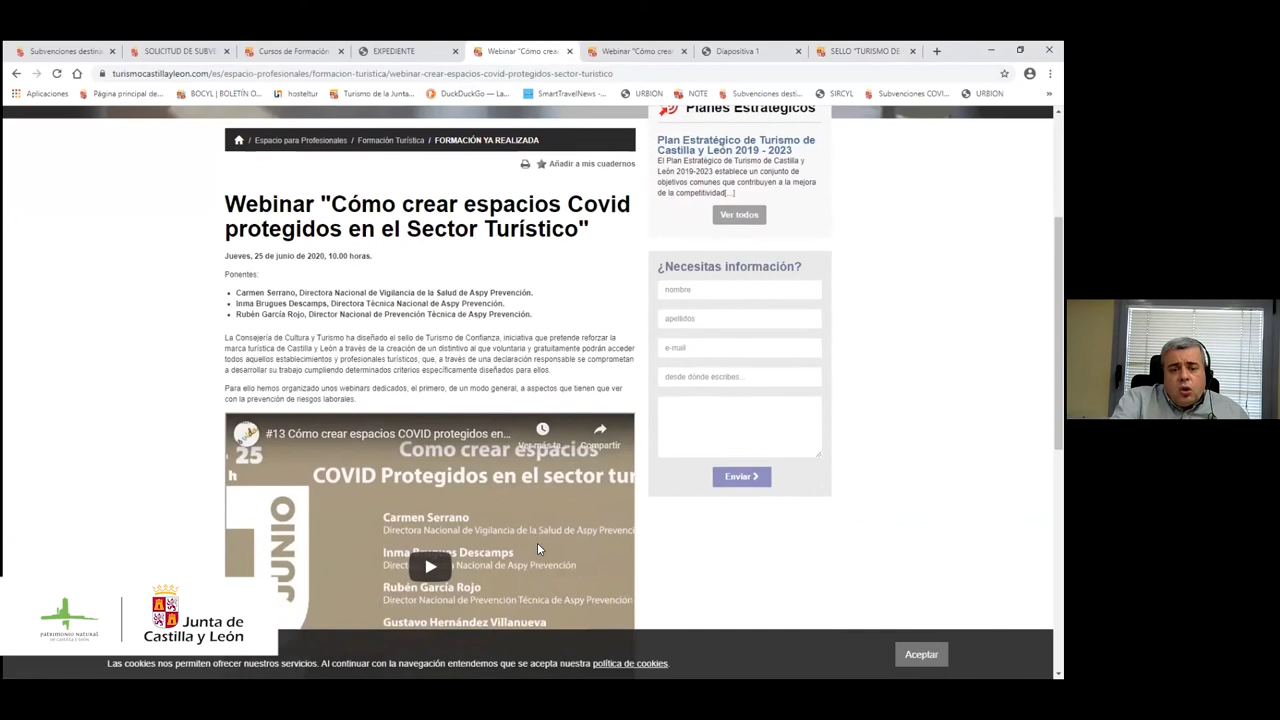 Subvenciones destina
SOLICITUD DE SUBVE
Cursos de Formación
EXPEDIENTE
Webinar "Cómo crea
Webinar "Cómo crea
Diapositiva 1
SELLO "TURISMO DE
turismocastillayleon.com/es/espacio-profesionales/formacion-turistica/webinar-crear-espacios-covid-protegidos-sector-turistico
Aplicaciones
Página principal de...
BOCYL | BOLETÍN O...
hosteltur
Turismo de la Junta...
DuckDuckGo — La...
SmartTravelNews -...
URBION
NOTE
Subvenciones desti...
SIRCYL
Subvenciones COVI...
URBION
»
/ Espacio para Profesionales / Formación Turística / FORMACIÓN YA REALIZADA
Añadir a mis cuadernos
Webinar "Cómo crear espacios Covid
protegidos en el Sector Turístico"
Jueves, 25 de junio de 2020, 10.00 horas.
Ponentes:
• Carmen Serrano, Directora Nacional de Vigilancia de la Salud de Aspy Prevención.
• Inma Brugues Descamps, Directora Técnica Nacional de Aspy Prevención.
• Rubén García Rojo, Director Nacional de Prevención Técnica de Aspy Prevención.
La Consejería de Cultura y Turismo ha diseñado el sello de Turismo de Confianza, iniciativa que pretende reforzar la
marca turística de Castilla y León a través de la creación de un distintivo al que voluntaria y gratuitamente podrán acceder
todos aquellos establecimientos y profesionales turísticos, que, a través de una declaración responsable se comprometan
a desarrollar su trabajo cumpliendo determinados criterios específicamente diseñados para ellos.
Para ello hemos organizado unos webinars dedicados, el primero, de un modo general, a aspectos que tienen que ver
con la prevención de riesgos laborales.
#13 Cómo crear espacios COVID protegidos en...
Ver más ta...
Compartir
25
h
JUNIO
Como crear espacios
COVID Protegidos en el sector tur
Carmen Serrano
Directora Nacional de Vigilancia de la Salud de Aspy Prevenci
Inma Brugues Descamps
Direc Nacional de Aspy Prevención
Rubén García Rojo
Director Nacional de Prevención Técnica de Aspy Prevención
Gustavo Hernández Villanueva
Planes Estratégicos
Plan Estratégico de Turismo de
Castilla y León 2019 - 2023
El Plan Estratégico de Turismo de Castilla y
León 2019-2023 establece un conjunto de
objetivos comunes que contribuyen a la mejora
de la competitividad[...]
Ver todos
¿Necesitas información?
nombre
apellidos
e-mail
desde dónde escribes...
Enviar
PATRIMONIO NATURAL
DE CASTILLA Y LEÓN
Junta de
Castilla y León
Las cookies nos permiten ofrecer nuestros servicios. Al continuar con la navegación entendemos que se acepta nuestra política de cookies.
Aceptar